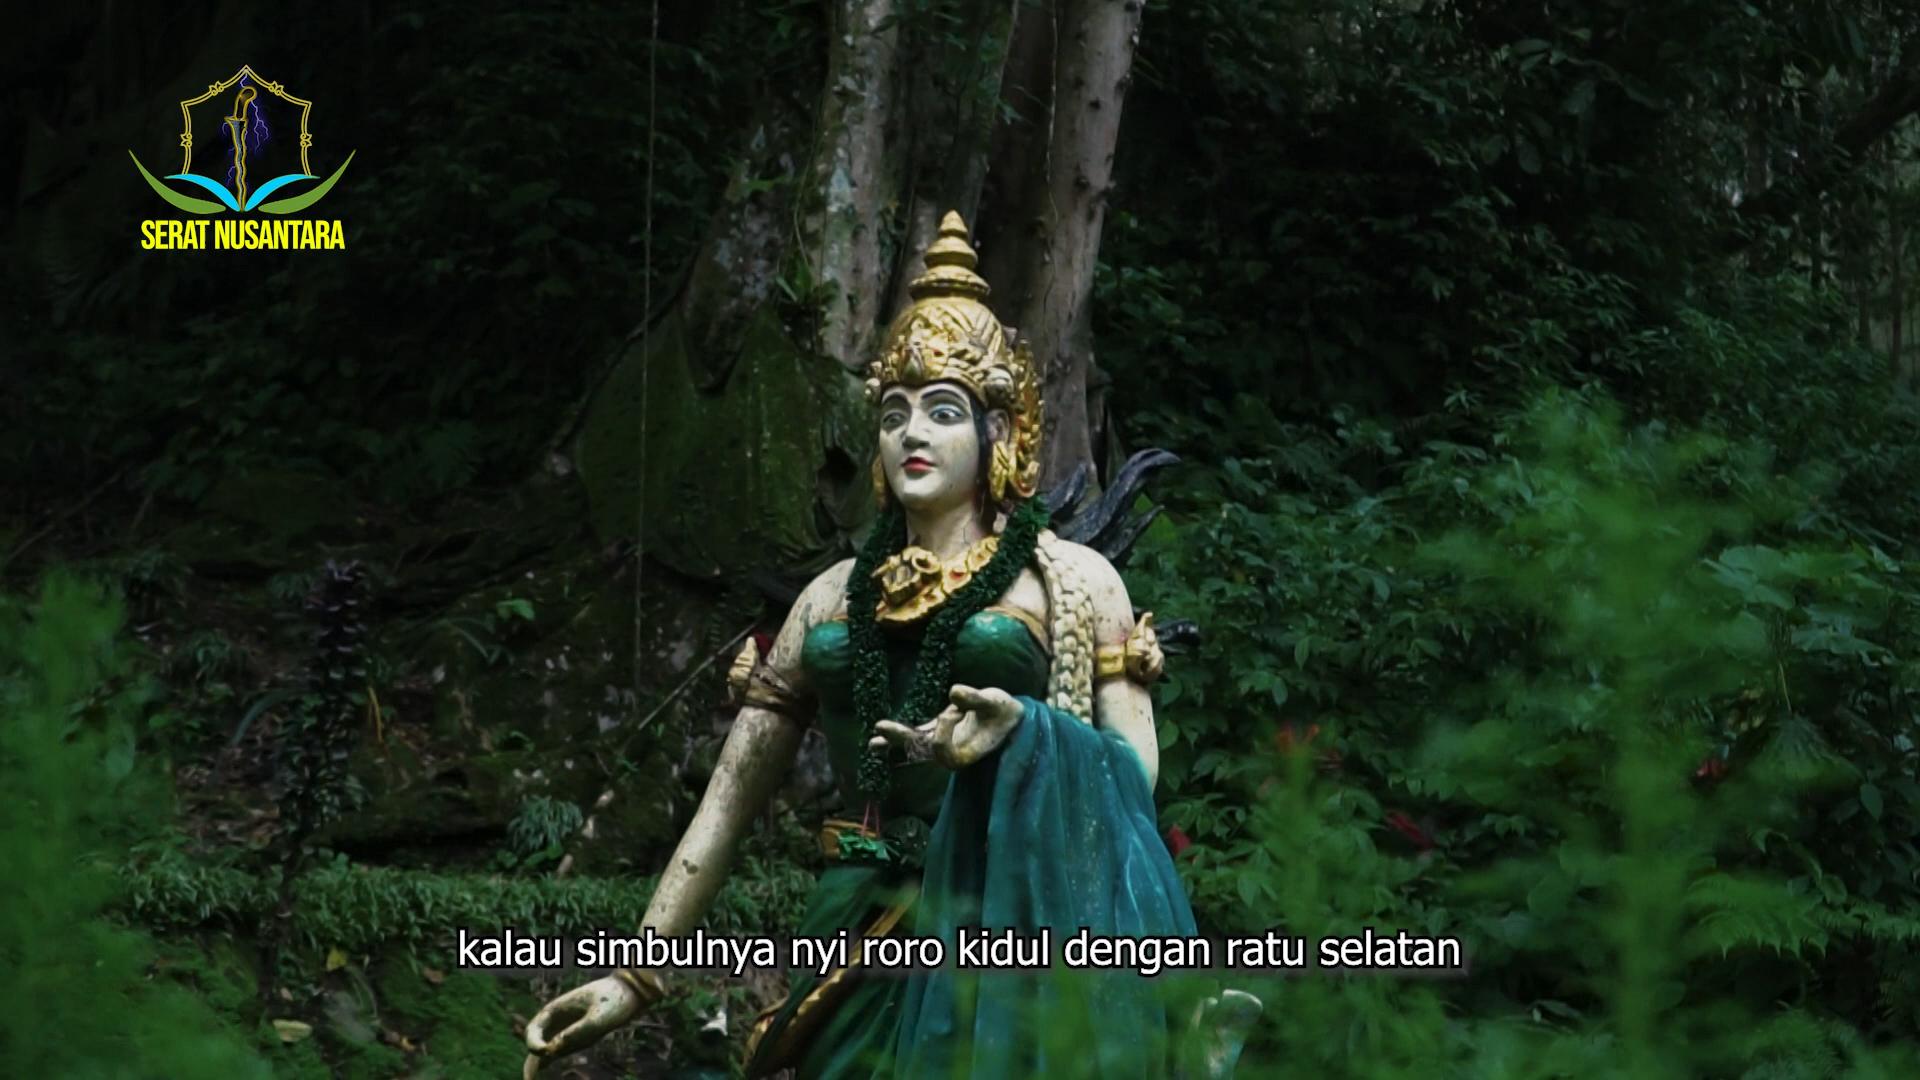 SERAT NUSANTARA
kalau simbulnya nyi roro kidul dengan ratu selatan